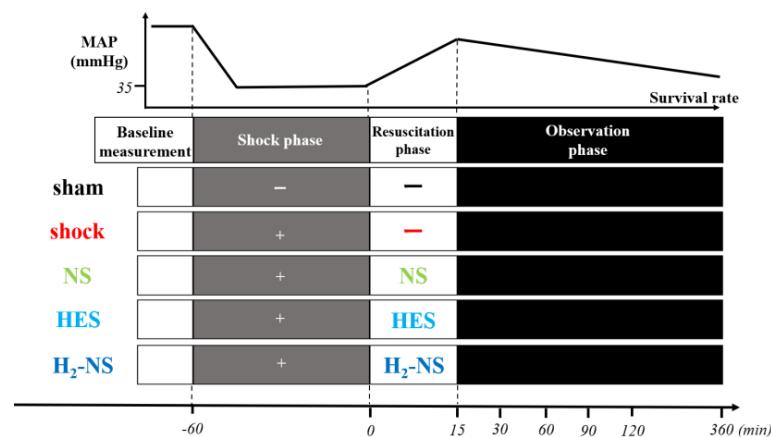 MAP
(mmHg)
35
Survival rate
Baseline
measurement
Shock phase
Resuscitation
phase
Observation
phase
sham
−
−
shock
+
−
NS
+
NS
HES
+
HES
H₂-NS
+
H₂-NS
-60
0
15
30
60
90
120
360 (min)